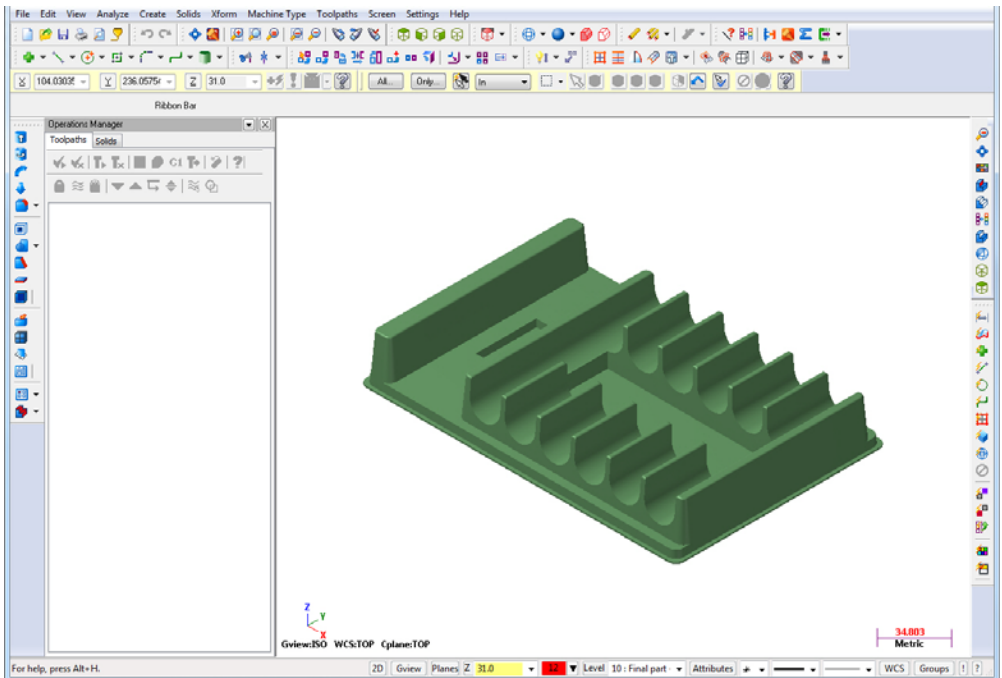 File Edit View Analyze Create Solids Xform Machine Type Toolpaths Screen Settings Help
X 104.0303 Y 236.0575 Z 31.0 All... Only... In
Ribbon Bar
Operations Manager
Toolpaths Solids
G1
Z
Y
X
Gview:ISO WCS:TOP Cplane:TOP
34.803
Metric
For help, press Alt+H. 2D Gview Planes Z 31.0 12 Level 10 : Final part Attributes WCS Groups ! ?